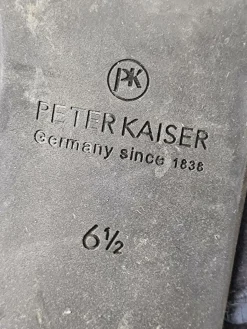 PK
PETER KAISER
Germany since 1838
6½